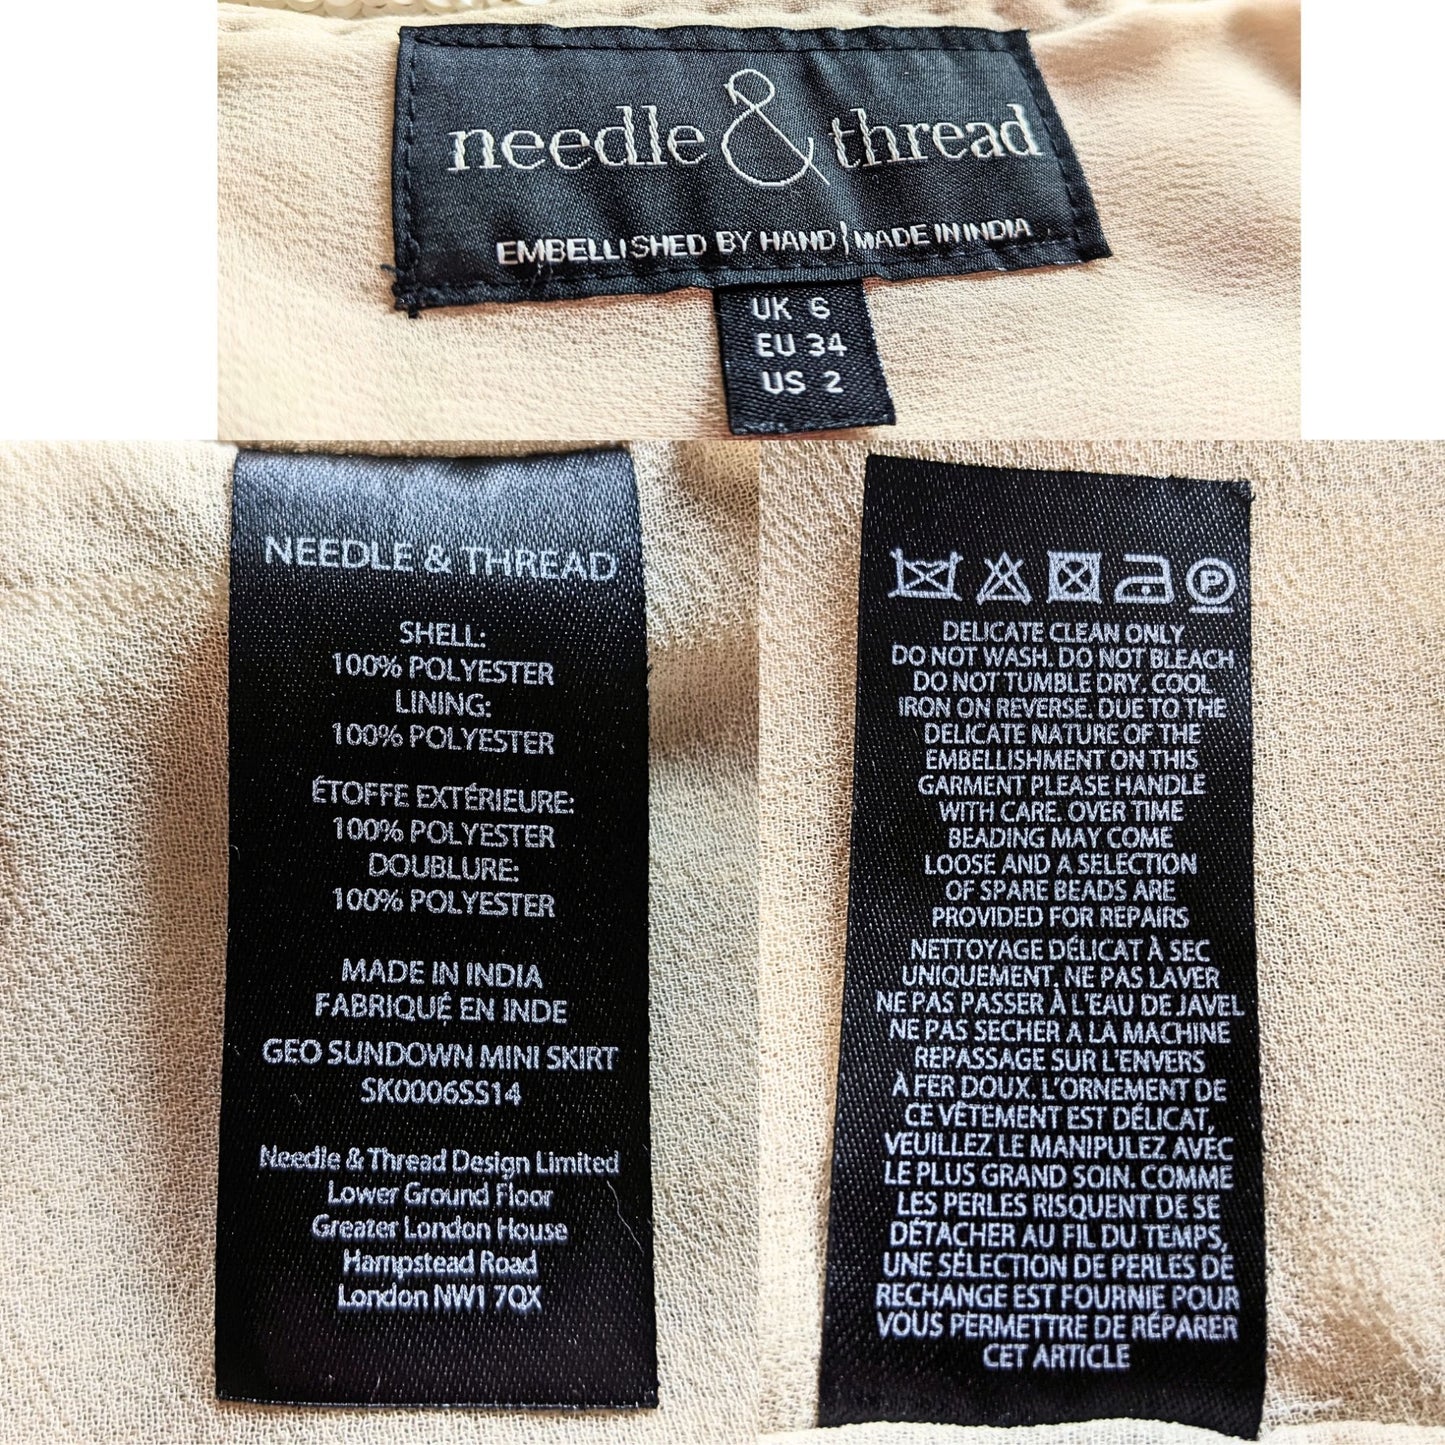 needle & thread
EMBELLISHED BY HAND | MADE IN INDIA
UK 6
EU 34
US 2
NEEDLE & THREAD
SHELL:
100% POLYESTER
LINING:
100% POLYESTER
ÉTOFFE EXTÉRIEURE:
100% POLYESTER
DOUBLURE:
100% POLYESTER
MADE IN INDIA
FABRIQUÉ EN INDE
GEO SUNDOWN MINI SKIRT
SK0006SS14
Needle & Thread Design Limited
Lower Ground Floor
Greater London House
Hampstead Road
London NW1 7QX
P
DELICATE CLEAN ONLY
DO NOT WASH. DO NOT BLEACH
DO NOT TUMBLE DRY. COOL
IRON ON REVERSE. DUE TO THE
DELICATE NATURE OF THE
EMBELLISHMENT ON THIS
GARMENT PLEASE HANDLE
WITH CARE. OVER TIME
BEADING MAY COME
LOOSE AND A SELECTION
OF SPARE BEADS ARE
PROVIDED FOR REPAIRS
NETTOYAGE DÉLICAT À SEC
UNIQUEMENT, NE PAS LAVER
NE PAS PASSER À L'EAU DE JAVEL
NE PAS SECHER A LA MACHINE
REPASSAGE SUR L'ENVERS
À FER DOUX. L'ORNEMENT DE
CE VÊTEMENT EST DÉLICAT,
VEUILLEZ LE MANIPULEZ AVEC
LE PLUS GRAND SOIN. COMME
LES PERLES RISQUENT DE SE
DÉTACHER AU FIL DU TEMPS,
UNE SÉLECTION DE PERLES DE
RECHANGE EST FOURNIE POUR
VOUS PERMETTRE DE RÉPARER
CET ARTICLE